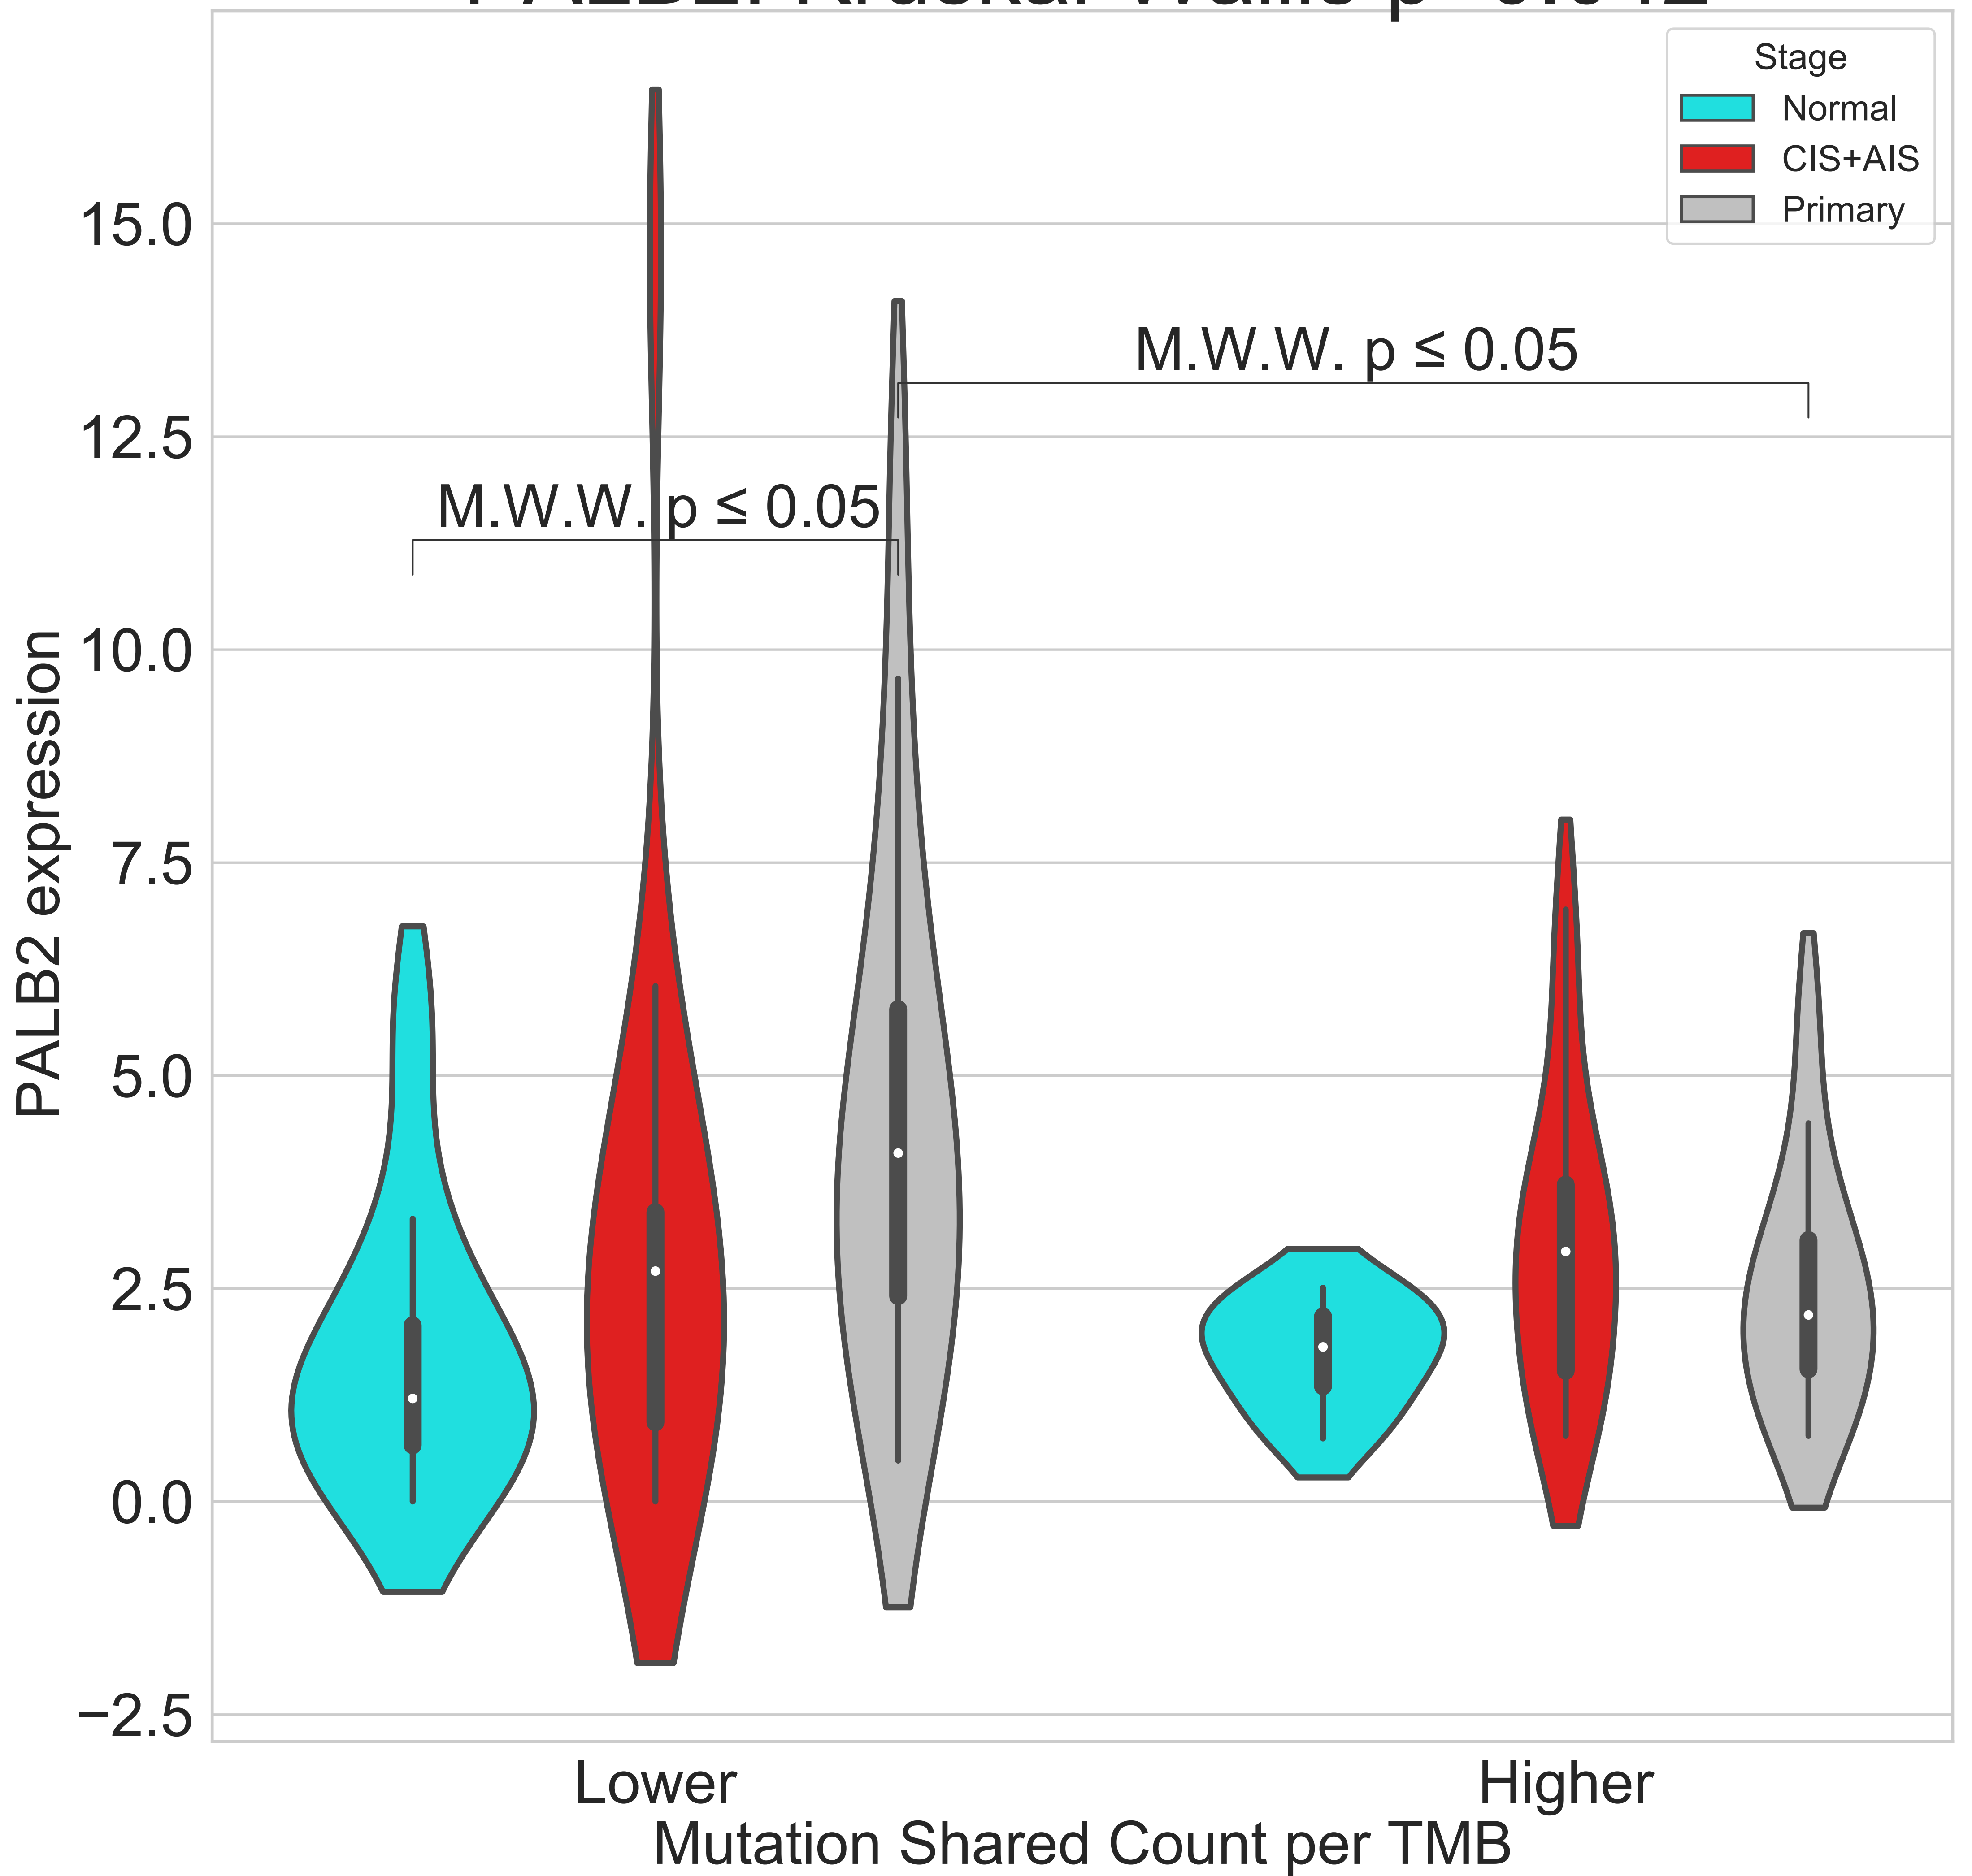 Stage
Normal
CIS+AIS
Primary
15.0
12.5
10.0
7.5
5.0
2.5
0.0
−2.5
M.W.W. p ≤ 0.05
M.W.W. p ≤ 0.05
PALB2 expression
Lower
Higher
Mutation Shared Count per TMB